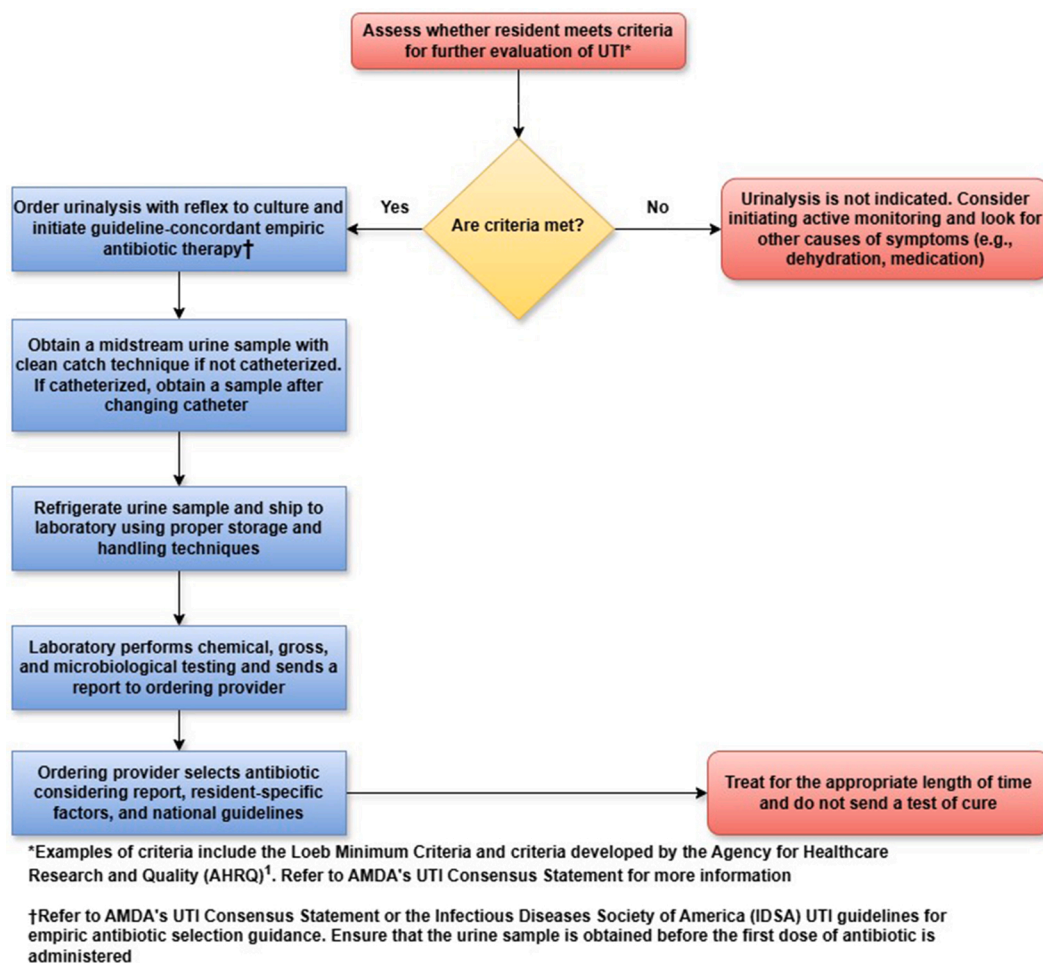 Assess whether resident meets criteria
for further evaluation of UTI*
Are criteria met?
Yes
No
Order urinalysis with reflex to culture and
initiate guideline-concordant empiric
antibiotic therapy†
Urinalysis is not indicated. Consider
initiating active monitoring and look for
other causes of symptoms (e.g.,
dehydration, medication)
Obtain a midstream urine sample with
clean catch technique if not catheterized.
If catheterized, obtain a sample after
changing catheter
Refrigerate urine sample and ship to
laboratory using proper storage and
handling techniques
Laboratory performs chemical, gross,
and microbiological testing and sends a
report to ordering provider
Ordering provider selects antibiotic
considering report, resident-specific
factors, and national guidelines
Treat for the appropriate length of time
and do not send a test of cure
*Examples of criteria include the Loeb Minimum Criteria and criteria developed by the Agency for Healthcare
Research and Quality (AHRQ)¹. Refer to AMDA's UTI Consensus Statement for more information
†Refer to AMDA's UTI Consensus Statement or the Infectious Diseases Society of America (IDSA) UTI guidelines for
empiric antibiotic selection guidance. Ensure that the urine sample is obtained before the first dose of antibiotic is
administered